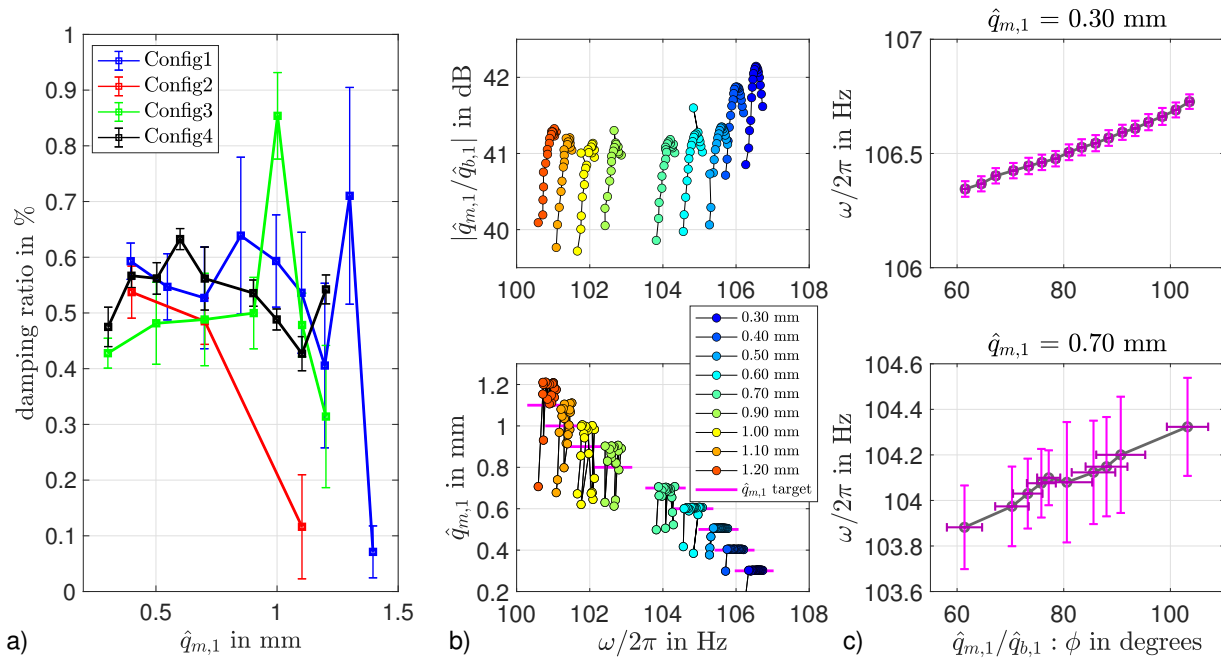 1
0.9
0.8
0.7
0.6
0.5
0.4
0.3
0.2
0.1
0
damping ratio in %
Config1
Config2
Config3
Config4
0.5 1 1.5
q̂m,1 in mm
a)
42
41
40
|q̂m,1/q̂b,1| in dB
100 102 104 106 108
1.2
1
0.8
0.6
0.4
0.2
q̂m,1 in mm
0.30 mm
0.40 mm
0.50 mm
0.60 mm
0.70 mm
0.90 mm
1.00 mm
1.10 mm
1.20 mm
q̂m,1 target
100 102 104 106 108
ω/2π in Hz
b)
q̂m,1 = 0.30 mm
107
106.5
106
ω/2π in Hz
60 80 100
q̂m,1 = 0.70 mm
104.6
104.4
104.2
104
103.8
103.6
ω/2π in Hz
60 80 100
q̂m,1/q̂b,1 : ϕ in degrees
c)